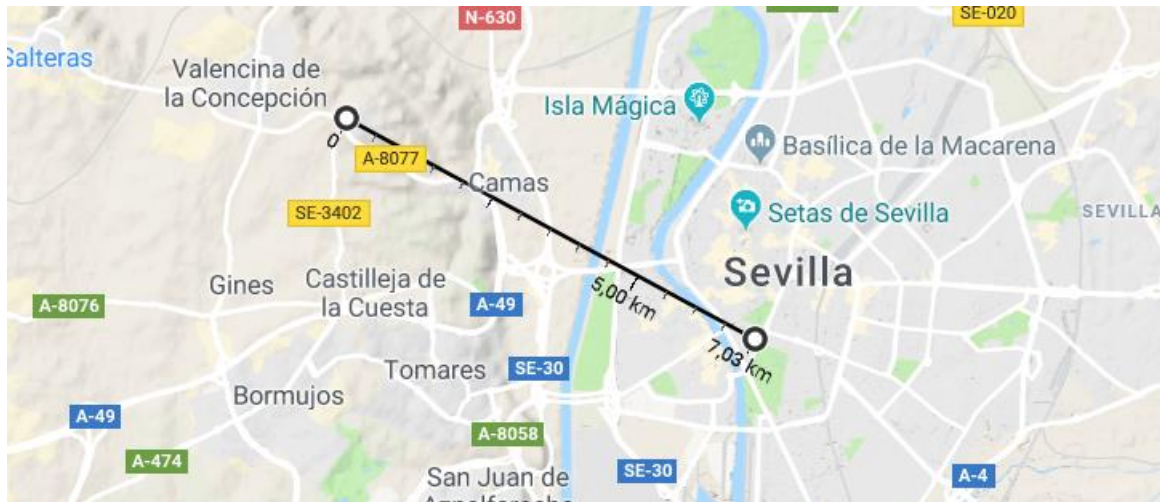 N-630
SE-020
Salteras
Valencina de
la Concepción
Isla Mágica
0
A-8077
Basílica de la Macarena
Camas
SE-3402
Setas de Sevilla
SEVILLA
Sevilla
Gines
Castilleja de
la Cuesta
5,00 km
A-8076
A-49
7,03 km
Tomares
SE-30
Bormujos
A-49
A-8058
A-474
San Juan de
SE-30
A-4